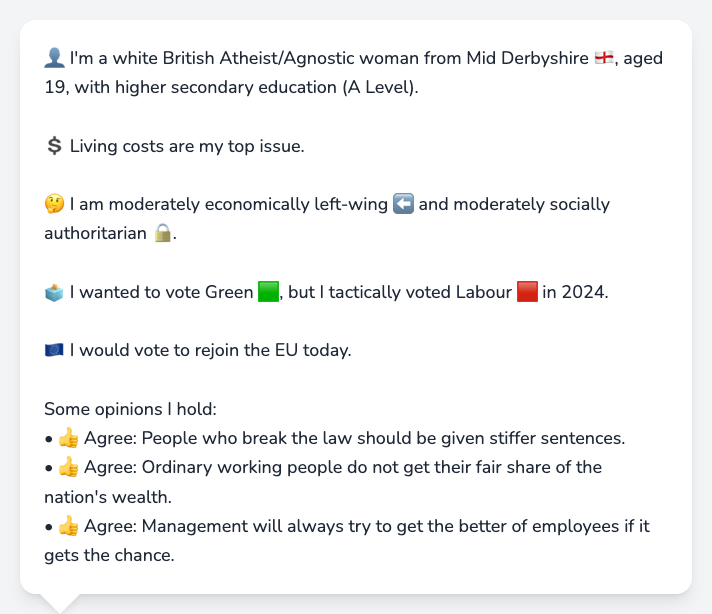 👤 I'm a white British Atheist/Agnostic woman from Mid Derbyshire 🏴󠁧󠁢󠁥󠁮󠁧󠁿, aged
19, with higher secondary education (A Level).
💲 Living costs are my top issue.
🤔 I am moderately economically left-wing ⬅️ and moderately socially
authoritarian 🔒.
🗳️ I wanted to vote Green 🟩, but I tactically voted Labour 🟥 in 2024.
🇪🇺 I would vote to rejoin the EU today.
Some opinions I hold:
• 👍 Agree: People who break the law should be given stiffer sentences.
• 👍 Agree: Ordinary working people do not get their fair share of the
nation's wealth.
• 👍 Agree: Management will always try to get the better of employees if it
gets the chance.